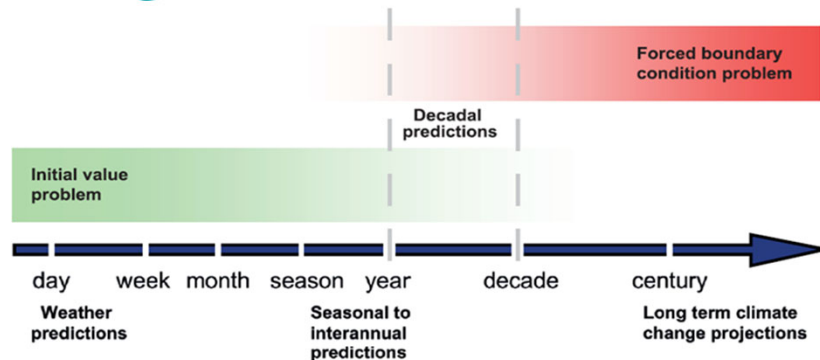 Forced boundary
condition problem
Decadal
predictions
Initial value
problem
day week month season year decade century
Weather
predictions
Seasonal to
interannual
predictions
Long term climate
change projections